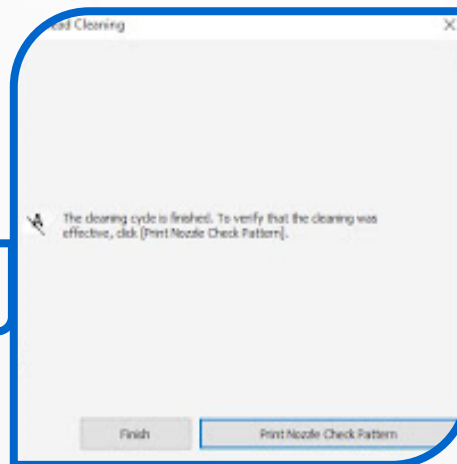 ead Cleaning
The cleaning cycle is finished. To verify that the cleaning was
effective, click [Print Nozzle Check Pattern].
Finish
Print Nozzle Check Pattern